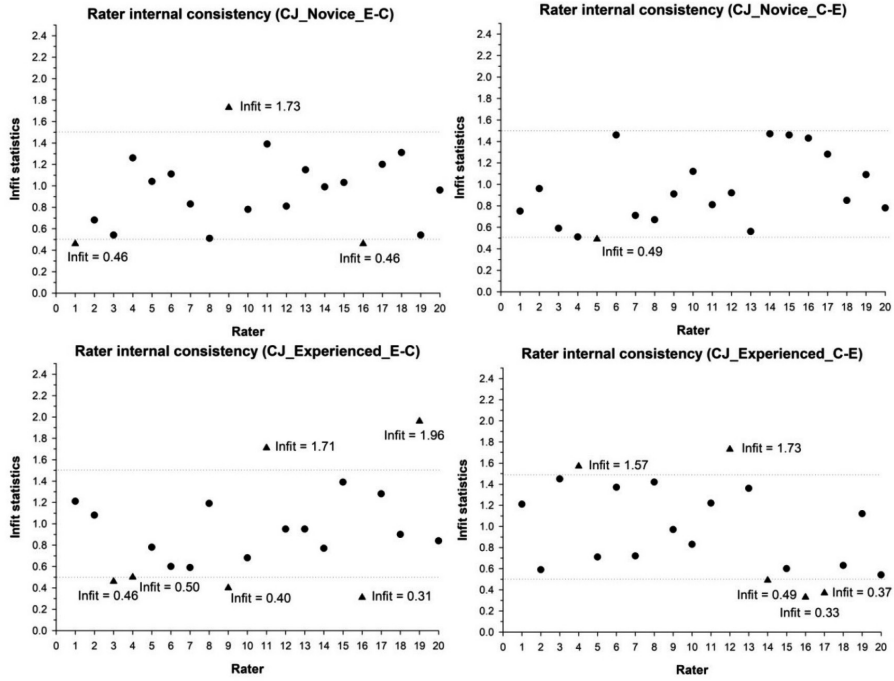 Rater internal consistency (CJ_Novice_E-C)
Infit statistics
2.4
2.2
2.0
1.8
1.6
1.4
1.2
1.0
0.8
0.6
0.4
0.2
0.0
Infit = 1.73
Infit = 0.46
Infit = 0.46
1 2 3 4 5 6 7 8 9 10 11 12 13 14 15 16 17 18 19 20
Rater
Rater internal consistency (CJ_Novice_C-E)
Infit statistics
2.4
2.2
2.0
1.8
1.6
1.4
1.2
1.0
0.8
0.6
0.4
0.2
0.0
Infit = 0.49
1 2 3 4 5 6 7 8 9 10 11 12 13 14 15 16 17 18 19 20
Rater
Rater internal consistency (CJ_Experienced_E-C)
Infit statistics
2.4
2.2
2.0
1.8
1.6
1.4
1.2
1.0
0.8
0.6
0.4
0.2
0.0
Infit = 1.96
Infit = 1.71
Infit = 0.46
Infit = 0.50
Infit = 0.40
Infit = 0.31
1 2 3 4 5 6 7 8 9 10 11 12 13 14 15 16 17 18 19 20
Rater
Rater internal consistency (CJ_Experienced_C-E)
Infit statistics
2.4
2.2
2.0
1.8
1.6
1.4
1.2
1.0
0.8
0.6
0.4
0.2
0.0
Infit = 1.73
Infit = 1.57
Infit = 0.49
Infit = 0.37
Infit = 0.33
1 2 3 4 5 6 7 8 9 10 11 12 13 14 15 16 17 18 19 20
Rater